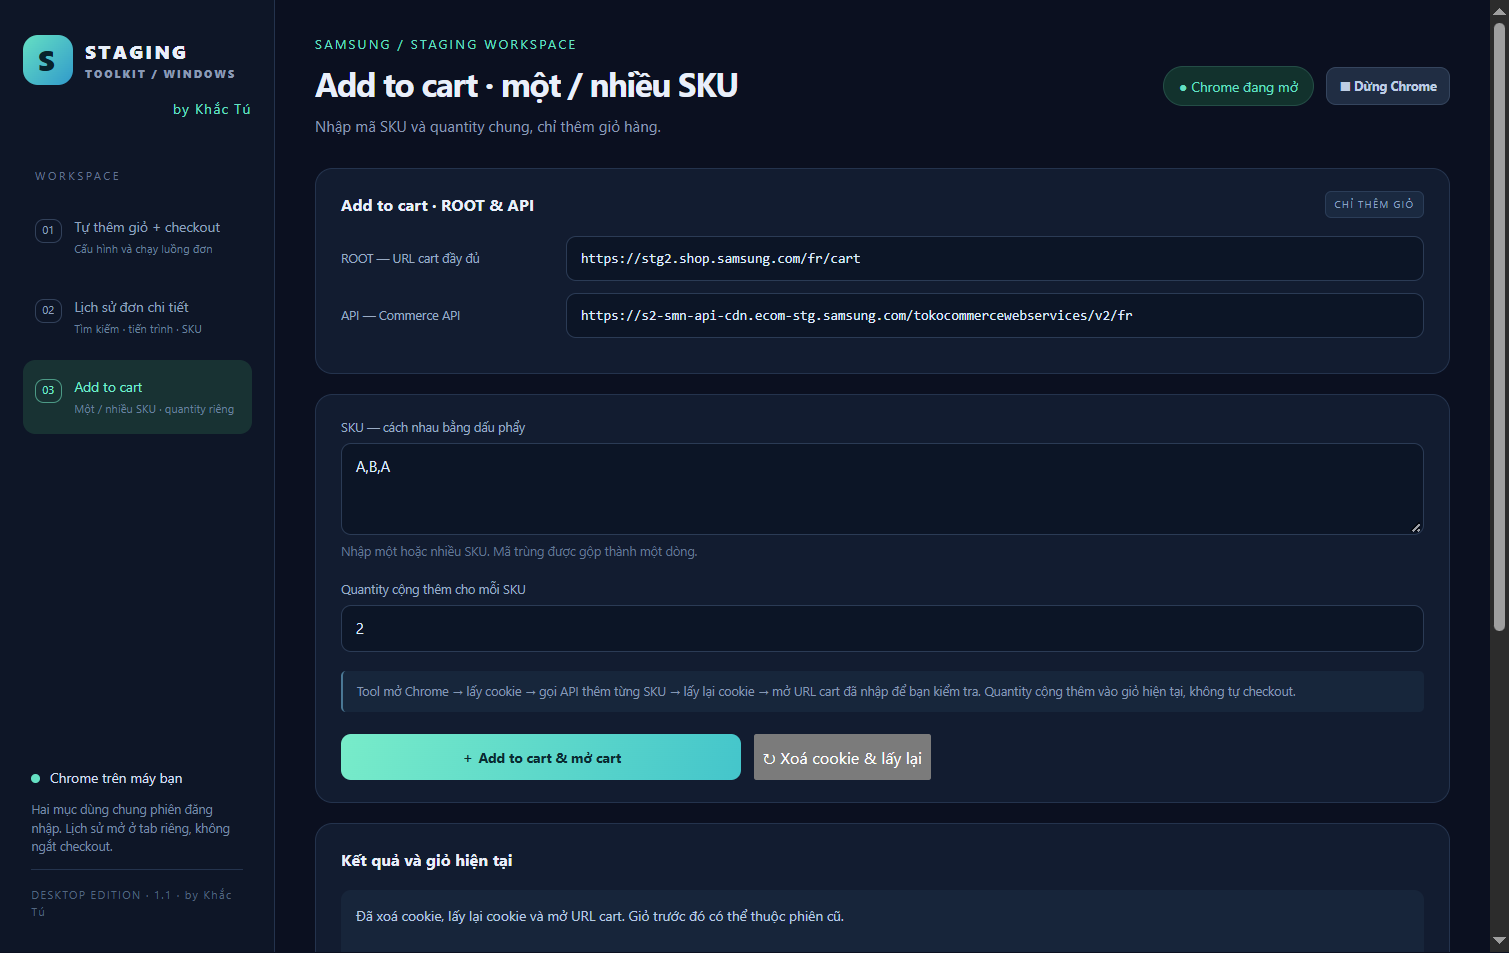 S
STAGING
TOOLKIT / WINDOWS
by Khắc Tú
WORKSPACE
01
Tự thêm giỏ + checkout
Cấu hình và chạy luồng đơn
02
Lịch sử đơn chi tiết
Tìm kiếm · tiến trình · SKU
03
Add to cart
Một / nhiều SKU · quantity riêng
Chrome trên máy bạn
Hai mục dùng chung phiên đăng
nhập. Lịch sử mở ở tab riêng, không
ngắt checkout.
DESKTOP EDITION · 1.1 · by Khắc
Tú
SAMSUNG / STAGING WORKSPACE
Add to cart · một / nhiều SKU
Nhập mã SKU và quantity chung, chỉ thêm giỏ hàng.
● Chrome đang mở
■ Dừng Chrome
Add to cart · ROOT & API
CHỈ THÊM GIỎ
ROOT — URL cart đầy đủ
https://stg2.shop.samsung.com/fr/cart
API — Commerce API
https://s2-smn-api-cdn.ecom-stg.samsung.com/tokocommercewebservices/v2/fr
SKU — cách nhau bằng dấu phẩy
A,B,A
Nhập một hoặc nhiều SKU. Mã trùng được gộp thành một dòng.
Quantity cộng thêm cho mỗi SKU
2
Tool mở Chrome → lấy cookie → gọi API thêm từng SKU → lấy lại cookie → mở URL cart đã nhập để bạn kiểm tra. Quantity cộng thêm vào giỏ hiện tại, không tự checkout.
+ Add to cart & mở cart
↻ Xoá cookie & lấy lại
Kết quả và giỏ hiện tại
Đã xoá cookie, lấy lại cookie và mở URL cart. Giỏ trước đó có thể thuộc phiên cũ.